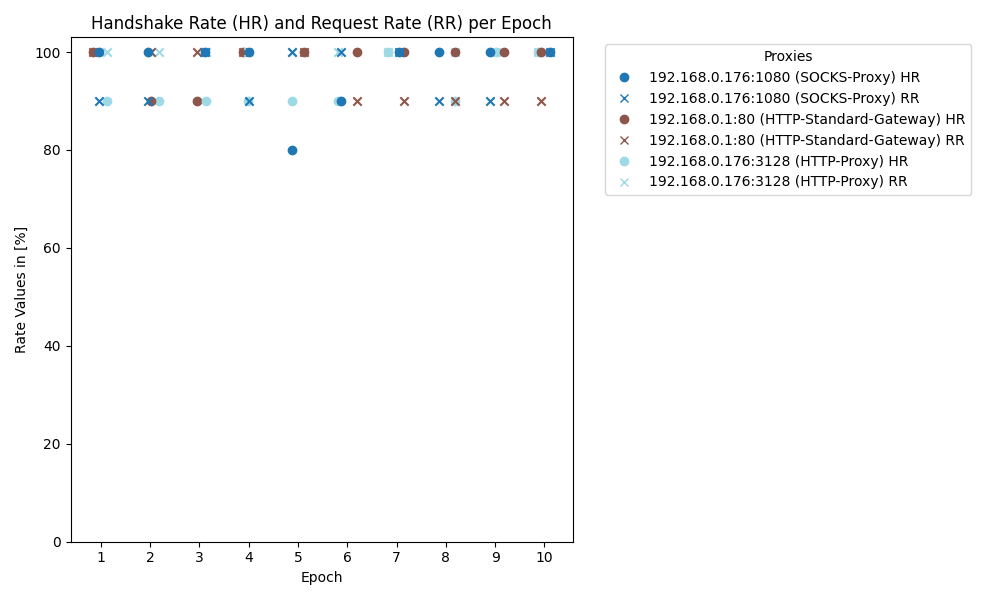 Handshake Rate (HR) and Request Rate (RR) per Epoch
Rate Values in [%]
100
80
60
40
20
0
1 2 3 4 5 6 7 8 9 10
Epoch
Proxies
192.168.0.176:1080 (SOCKS-Proxy) HR
192.168.0.176:1080 (SOCKS-Proxy) RR
192.168.0.1:80 (HTTP-Standard-Gateway) HR
192.168.0.1:80 (HTTP-Standard-Gateway) RR
192.168.0.176:3128 (HTTP-Proxy) HR
192.168.0.176:3128 (HTTP-Proxy) RR